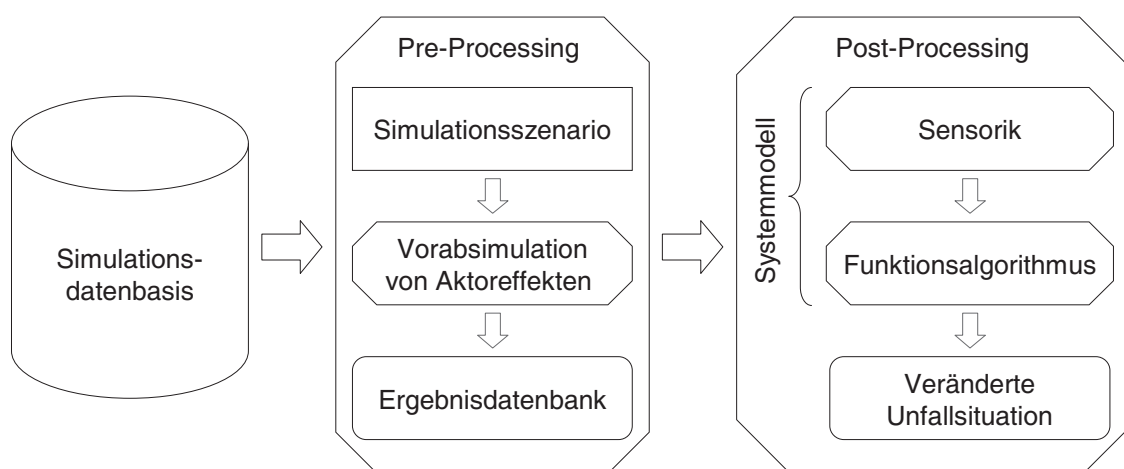 Simulations-
datenbasis
Pre-Processing
Simulationsszenario
Vorabsimulation
von Aktoreffekten
Ergebnisdatenbank
Post-Processing
Systemmodell
Sensorik
Funktionsalgorithmus
Veränderte
Unfallsituation